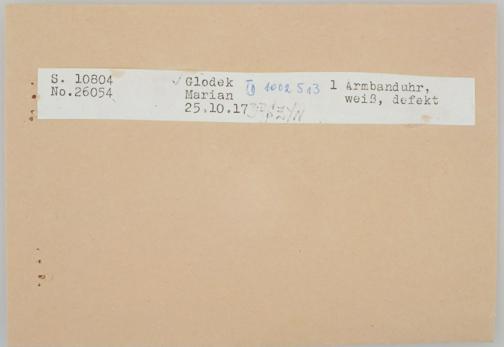 S. 10804 ✓ Glodek 1002 513 1 Armbanduhr,
No.26054 Marian weiß, defekt
25.10.17